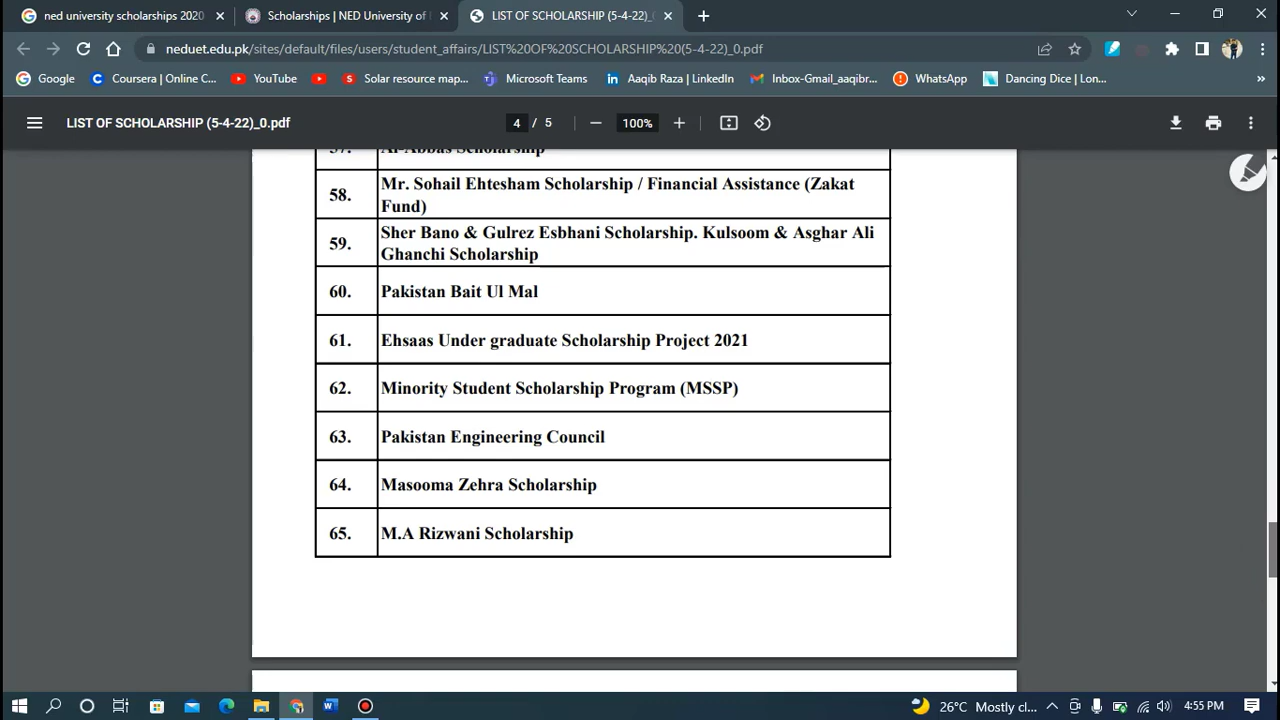 ned university scholarships 2020
Scholarships | NED University of E
LIST OF SCHOLARSHIP (5-4-22)_0.
neduet.edu.pk/sites/default/files/users/student_affairs/LIST%20OF%20SCHOLARSHIP%20(5-4-22)_0.pdf
Google
Coursera | Online C...
YouTube
Solar resource map...
Microsoft Teams
Aaqib Raza | LinkedIn
Inbox-Gmail_aaqibr...
WhatsApp
Dancing Dice | Lon...
LIST OF SCHOLARSHIP (5-4-22)_0.pdf
4 / 5
100%
57. Al-Abbas Scholarship
58. Mr. Sohail Ehtesham Scholarship / Financial Assistance (Zakat
Fund)
59. Sher Bano & Gulrez Esbhani Scholarship. Kulsoom & Asghar Ali
Ghanchi Scholarship
60. Pakistan Bait Ul Mal
61. Ehsaas Under graduate Scholarship Project 2021
62. Minority Student Scholarship Program (MSSP)
63. Pakistan Engineering Council
64. Masooma Zehra Scholarship
65. M.A Rizwani Scholarship
26°C Mostly cl...
4:55 PM